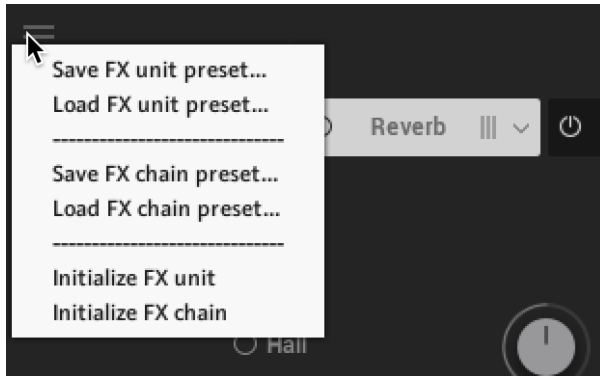 Save FX unit preset...
Load FX unit preset...
------------------------------
Reverb
Save FX chain preset...
Load FX chain preset...
------------------------------
Initialize FX unit
Initialize FX chain
Hall